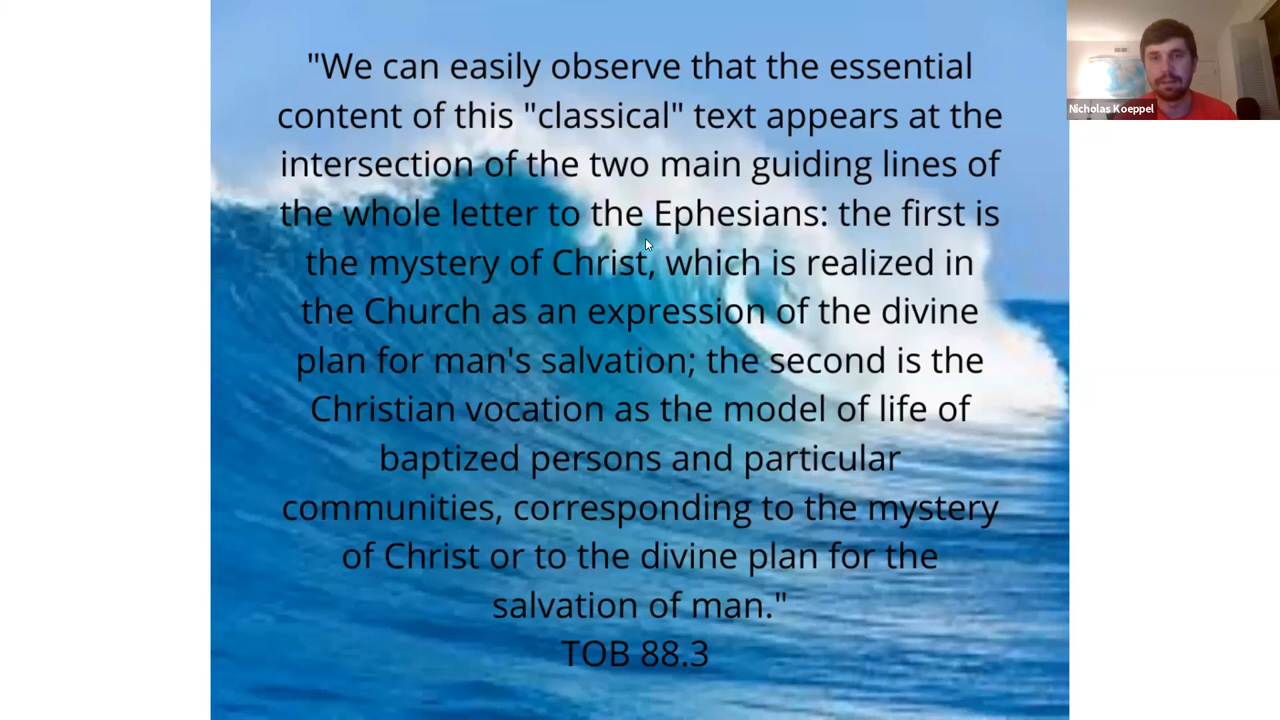 "We can easily observe that the essential
content of this "classical" text appears at the
intersection of the two main guiding lines of
the whole letter to the Ephesians: the first is
the mystery of Christ, which is realized in
the Church as an expression of the divine
plan for man's salvation; the second is the
Christian vocation as the model of life of
baptized persons and particular
communities, corresponding to the mystery
of Christ or to the divine plan for the
salvation of man."
TOB 88.3
Nicholas Koeppel